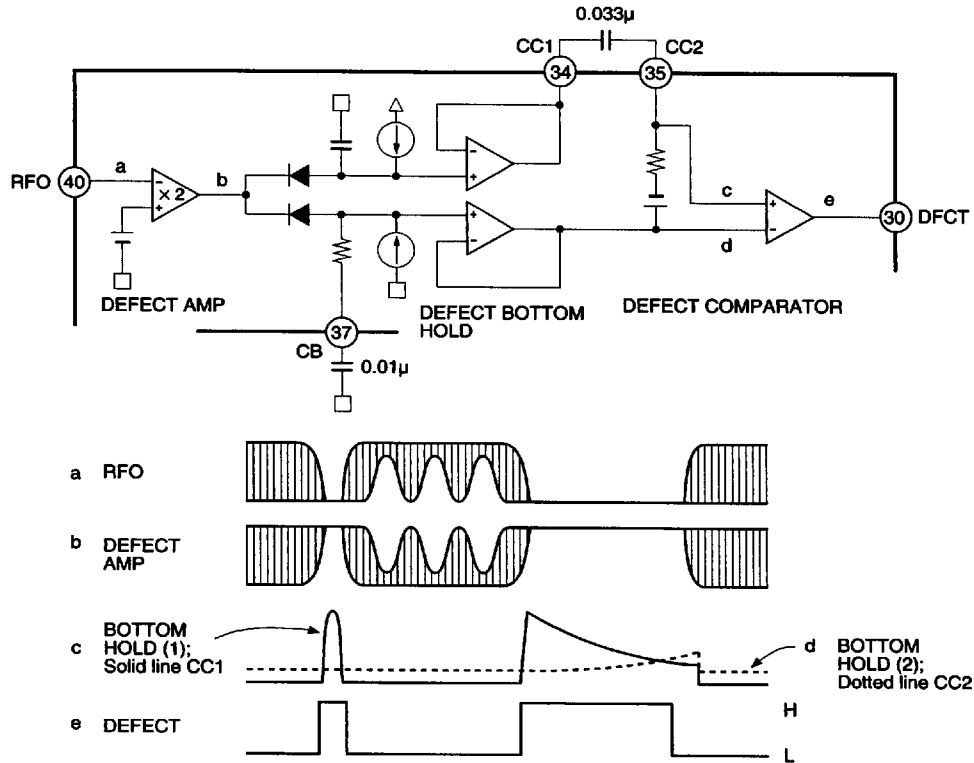 0.033μ
CC1
CC2
34
35
a
RFO
40
−
× 2
+
b
−
+
+
−
c
d
+
−
e
30
DFCT
DEFECT AMP
DEFECT BOTTOM
HOLD
DEFECT COMPARATOR
37
CB
0.01μ
a RFO
b DEFECT
AMP
c BOTTOM
HOLD (1);
Solid line CC1
d BOTTOM
HOLD (2);
Dotted line CC2
e DEFECT
H
L